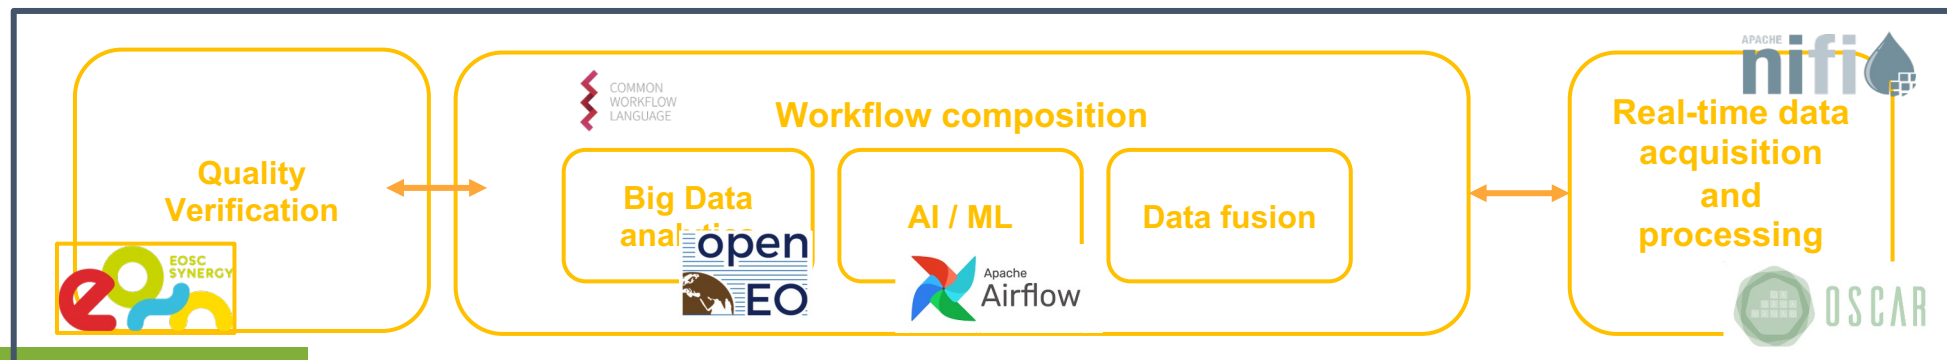 Quality
Verification
EOSC
SYNERGY
COMMON
WORKFLOW
LANGUAGE
Workflow composition
Big Data
open
EO
AI / ML
Apache
Airflow
Data fusion
APACHE
nifi
Real-time data
acquisition
and
processing
OSCAR